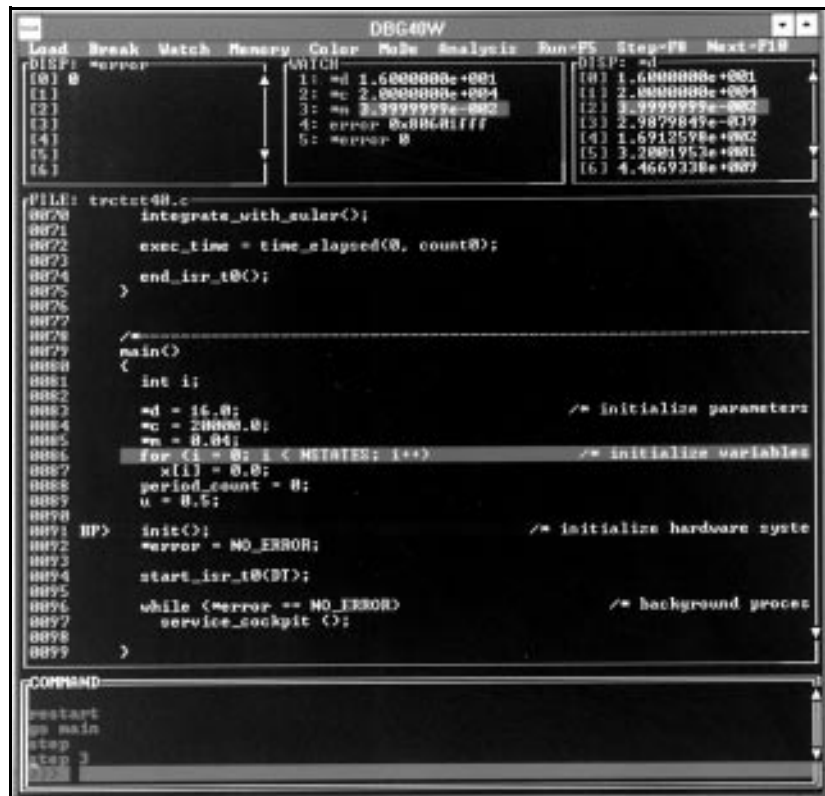 DBG40W
Load Break Watch Memory Color MoDe Analysis Run-F5 Step-F8 Next-F10
DISP: *error
[0] 0
[1]
[2]
[3]
[4]
[5]
[6]
WATCH
1: *d 1.6000000e+001
2: *c 2.0000000e+004
3: *m 3.9999999e-002
4: error 0x80601fff
5: *error 0
DISP: *d
[0] 1.6000000e+001
[1] 2.0000000e+004
[2] 3.9999999e-002
[3] 2.9879849e-039
[4] 1.6912598e+002
[5] 3.2001953e+001
[6] 4.4669338e+009
FILE: trctst40.c
0070 integrate_with_euler();
0071
0072 exec_time = time_elapsed(0, count0);
0073
0074 end_isr_t0();
0075 }
0076
0077
0078 /*----------------------------------------------------------------------
0079 main()
0080 {
0081 int i;
0082
0083 *d = 16.0; /* initialize parameters
0084 *c = 20000.0;
0085 *m = 0.04;
0086 for (i = 0; i < NSTATES; i++) /* initialize variables
0087 x[i] = 0.0;
0088 period_count = 0;
0089 u = 0.5;
0090
0091 BP> init(); /* initialize hardware syste
0092 *error = NO_ERROR;
0093
0094 start_isr_t0(DT);
0095
0096 while (*error == NO_ERROR) /* background proces
0097 service_cockpit ();
0098
0099 }
COMMAND
restart
go main
step
step 3
>>>